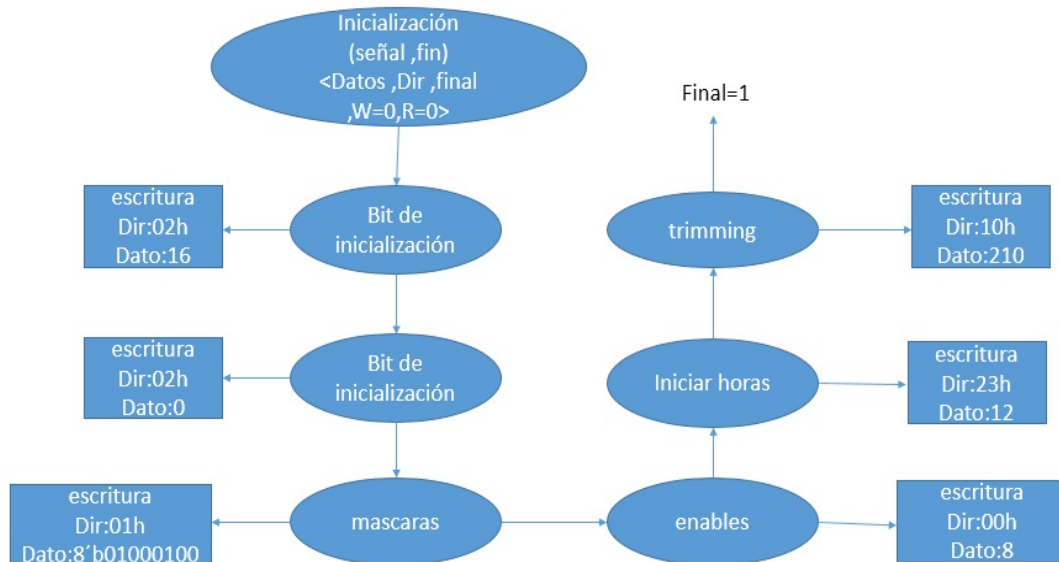 Inicialización
(señal ,fin)
<Datos ,Dir ,final
,W=0,R=0>
escritura
Dir:02h
Dato:16
Bit de
inicialización
escritura
Dir:02h
Dato:0
Bit de
inicialización
escritura
Dir:01h
Dato:8´b01000100
mascaras
enables
escritura
Dir:00h
Dato:8
Iniciar horas
escritura
Dir:23h
Dato:12
trimming
escritura
Dir:10h
Dato:210
Final=1